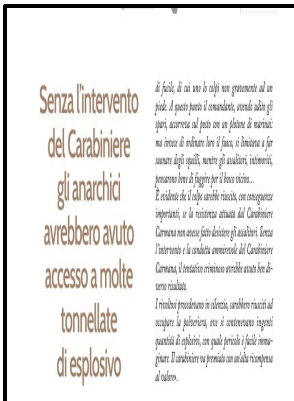 Senza l'intervento
del Carabiniere
gli anarchici
avrebbero avuto
accesso a molte
tonnellate
di esplosivo
di fucile, di cui uno lo colpì non gravemente ad un
piede. A questo punto il comandante, avendo udito gli
spari, accorreva sul posto con un plotone di marinai:
ma invece di ordinare loro il fuoco, si limitava a far
suonare degli squilli, mentre gli assalitori, intimoriti,
pensarono bene di fuggire per il bosco vicino...
È evidente che il colpo sarebbe riuscito, con conseguenze
importanti, se la resistenza attuata del Carabiniere
Carmana non avesse fatto desistere gli assalitori. Senza
l'intervento e la condotta ammirevole del Carabiniere
Carmana, il tentativo criminoso avrebbe avuto ben di-
verso risultato.
I rivoltosi procedevano in silenzio, sarebbero riusciti ad
occupare la polveriera, ove si contenevano ingenti
quantità di esplosivi, con quale pericolo è facile imma-
ginare. Il carabiniere va premiato con un'alta ricompensa
al valore».